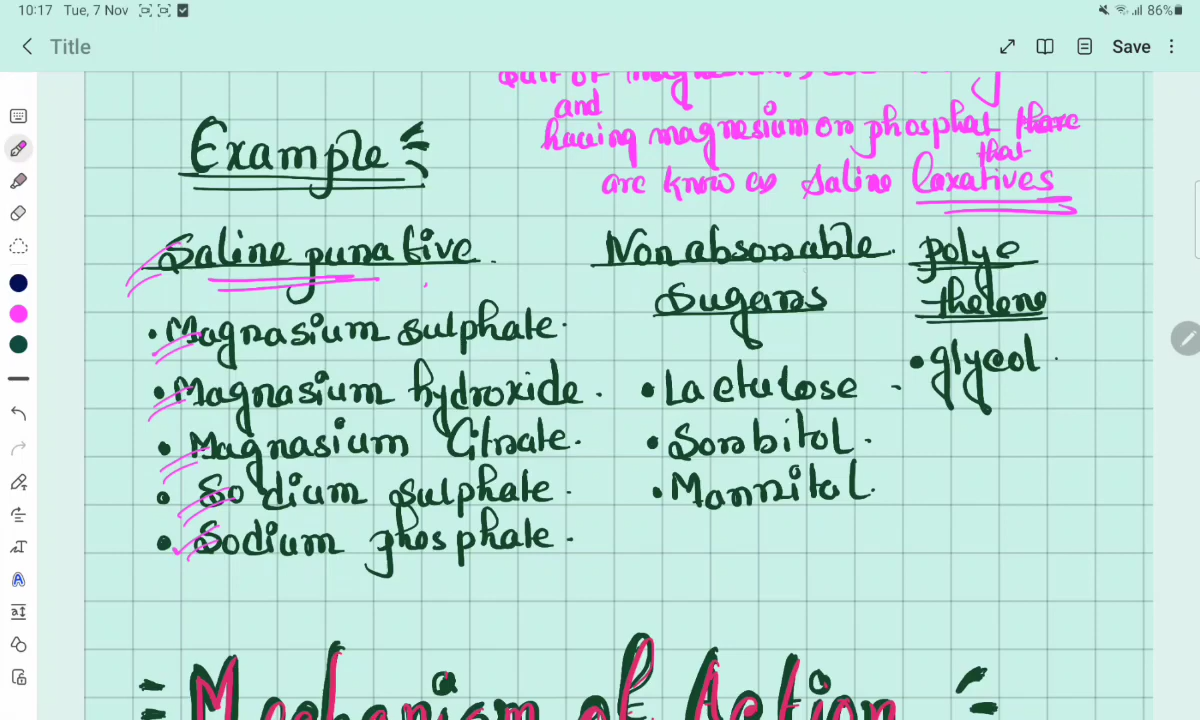 10:17 Tue, 7 Nov
86%
Title
Save
and
having magnesium or phosphat there
that
are know as Saline laxatives
Example
Saline purative
Magnasium sulphate.
Magnasium hydroxide.
Magnasium Citrate.
Sodium sulphate.
Sodium phosphate.
Non absorable
Sugars
Lactulose
Sorbitol.
Mannitol.
polye
thelene
glycol.
Mechanism of Action